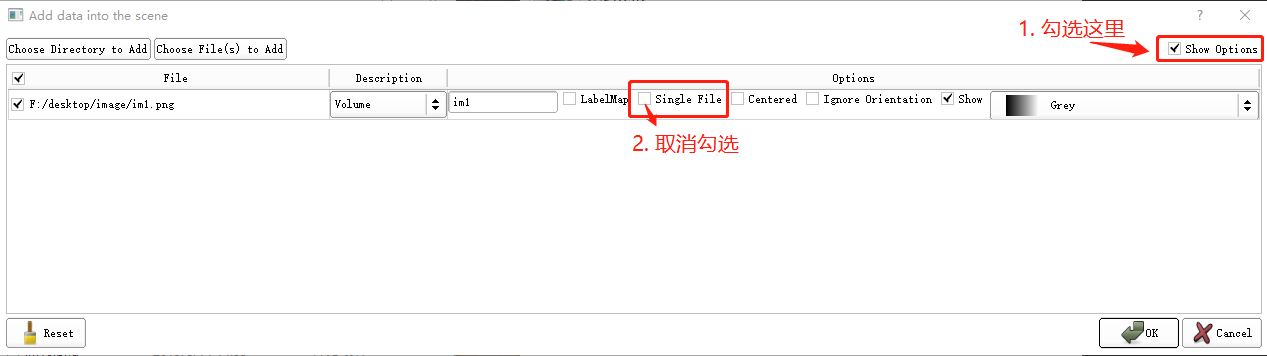 Add data into the scene
1. 勾选这里
Choose Directory to Add Choose File(s) to Add Show Options
File Description Options
F:/desktop/image/im1.png Volume im1 LabelMap Single File Centered Ignore Orientation Show Grey
2. 取消勾选
Reset OK Cancel